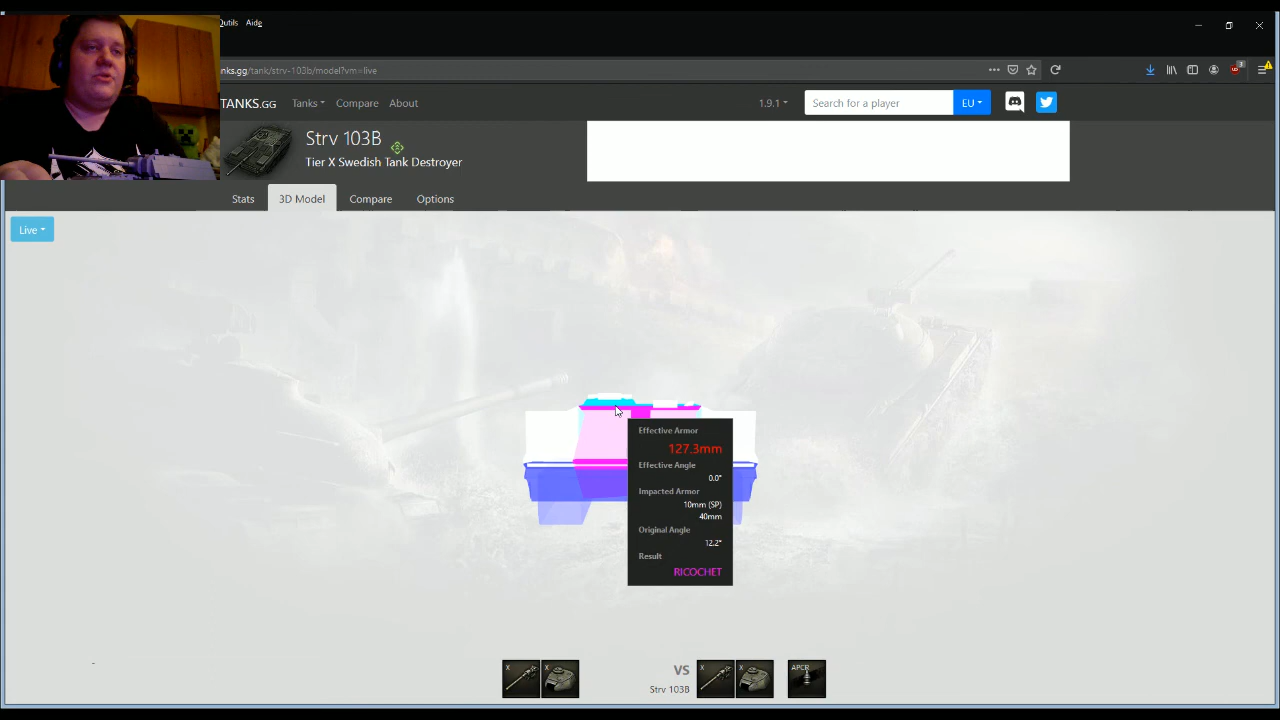 Outils Aide
nks.gg/tank/strv-103b/model?vm=live
TANKS.GG Tanks Compare About 1.9.1 Search for a player EU
Strv 103B
Tier X Swedish Tank Destroyer
Stats 3D Model Compare Options
Live
Effective Armor
127.3mm
Effective Angle
0.0°
Impacted Armor
10mm (SP)
40mm
Original Angle
12.2°
Result
RICOCHET
X X VS X X APCR
Strv 103B